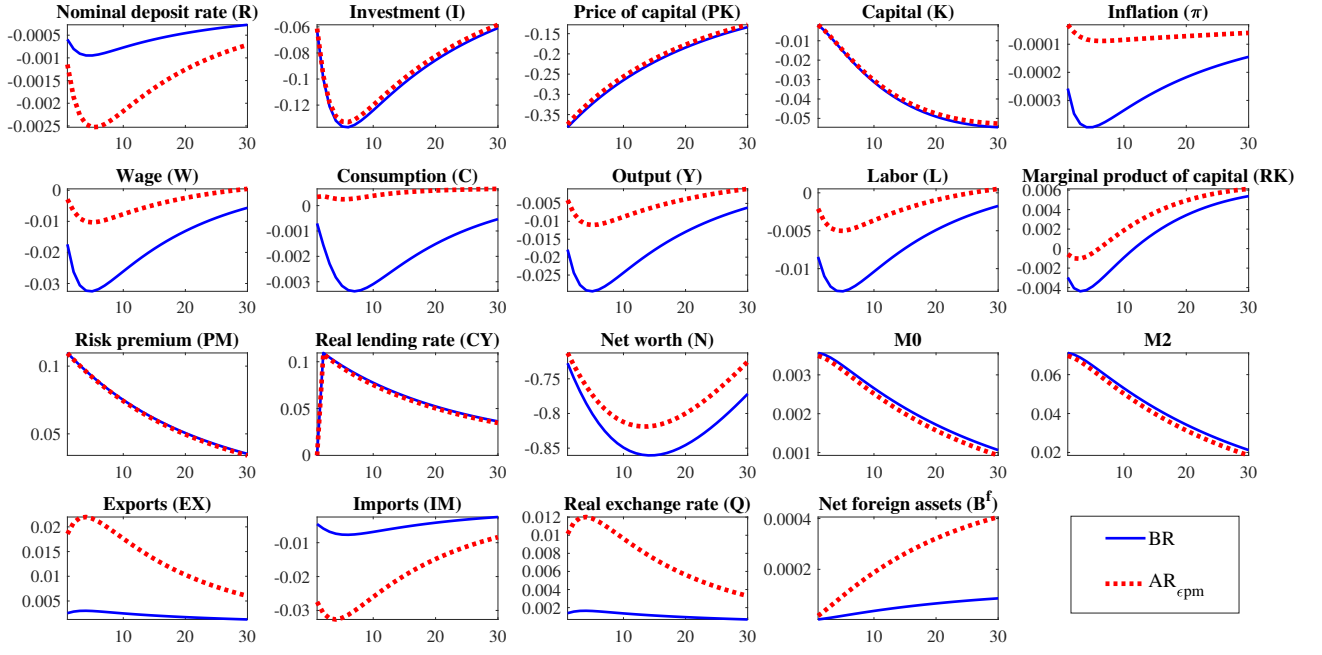 Nominal deposit rate (R)
-0.0005
-0.001
-0.0015
-0.002
-0.0025
10 20 30
Investment (I)
-0.06
-0.08
-0.1
-0.12
10 20 30
Price of capital (PK)
-0.15
-0.2
-0.25
-0.3
-0.35
10 20 30
Capital (K)
-0.01
-0.02
-0.03
-0.04
-0.05
10 20 30
Inflation (π)
-0.0001
-0.0002
-0.0003
10 20 30
Wage (W)
0
-0.01
-0.02
-0.03
10 20 30
Consumption (C)
0
-0.001
-0.002
-0.003
10 20 30
Output (Y)
-0.005
-0.01
-0.015
-0.02
-0.025
10 20 30
Labor (L)
0
-0.005
-0.01
10 20 30
Marginal product of capital (RK)
0.006
0.004
0.002
0
-0.002
-0.004
10 20 30
Risk premium (PM)
0.1
0.05
10 20 30
Real lending rate (CY)
0.1
0.05
0
10 20 30
Net worth (N)
-0.75
-0.8
-0.85
10 20 30
M0
0.003
0.002
0.001
10 20 30
M2
0.06
0.04
0.02
10 20 30
Exports (EX)
0.02
0.015
0.01
0.005
10 20 30
Imports (IM)
-0.01
-0.02
-0.03
10 20 30
Real exchange rate (Q)
0.012
0.01
0.008
0.006
0.004
0.002
10 20 30
Net foreign assets (B^f)
0.0004
0.0002
10 20 30
BR
AR_ϵpm